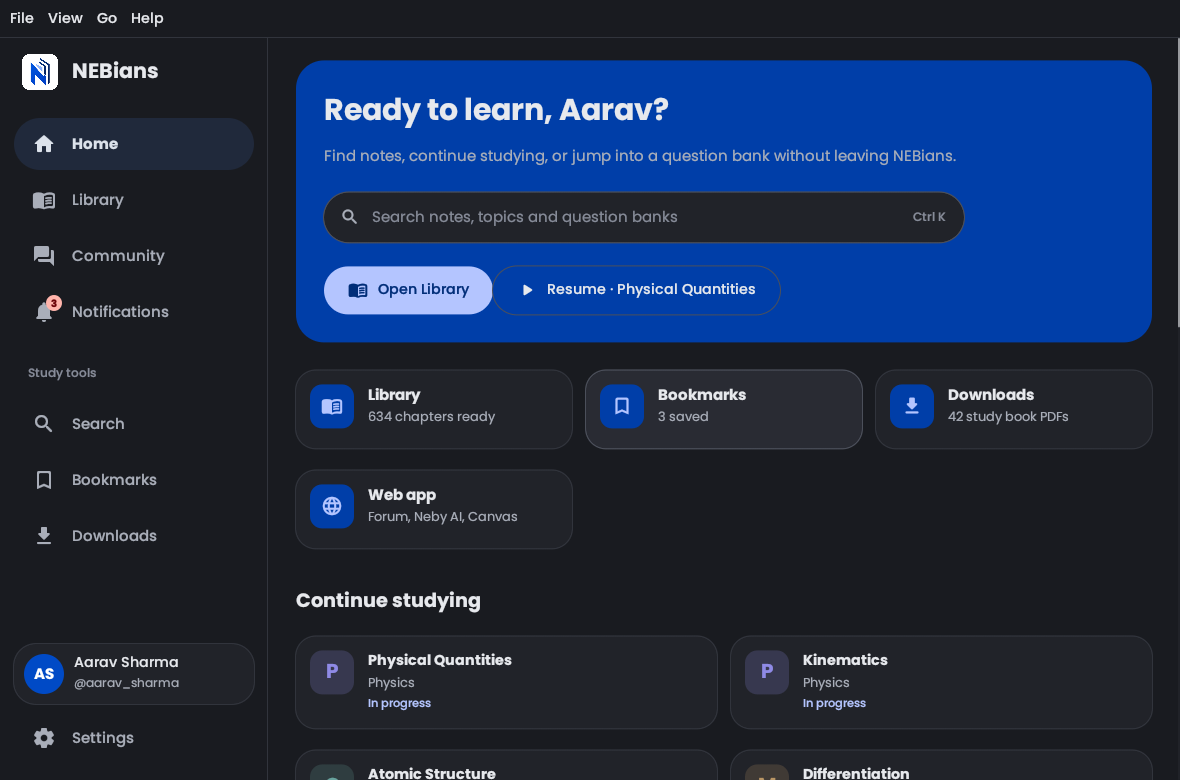 File View Go Help
NEBians
Home
Library
Community
3
Notifications
Study tools
Search
Bookmarks
Downloads
AS
Aarav Sharma
@aarav_sharma
Settings
Ready to learn, Aarav?
Find notes, continue studying, or jump into a question bank without leaving NEBians.
Search notes, topics and question banks Ctrl K
Open Library
Resume · Physical Quantities
Library
634 chapters ready
Bookmarks
3 saved
Downloads
42 study book PDFs
Web app
Forum, Neby AI, Canvas
Continue studying
P
Physical Quantities
Physics
In progress
P
Kinematics
Physics
In progress
Atomic Structure
Differentiation